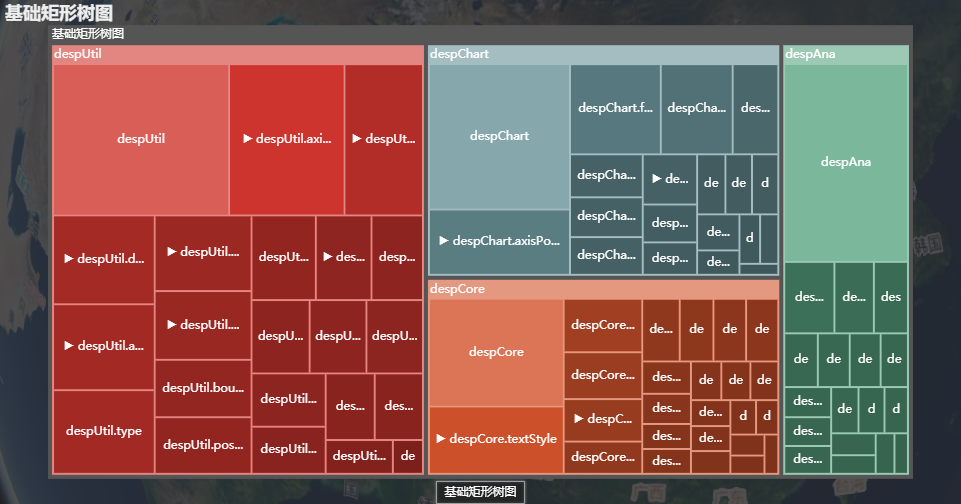 基础矩形树图
基础矩形树图
despUtil
despUtil
▶ despUtil.axi...
▶ despUt...
▶ despUtil.d...
▶ despUtil.a...
despUtil.type
▶ despUtil....
▶ despUtil....
despUtil.bou...
despUtil.pos...
despUt...
▶ des...
desp...
despU...
despU...
despU...
despUtil...
des...
des...
despUtil...
despUti...
de
despChart
despChart
▶ despChart.axisPo...
despChart.f...
despCha...
des...
despCha...
despCha...
despCha...
▶ de...
desp...
desp...
de
de
d
de...
de...
d
despCore
despCore
▶ despCore.textStyle
despCore...
despCore...
▶ despC...
despCore...
de...
de
de
de
des...
de
de
de
des...
des...
des...
de...
de...
d
d
despAna
despAna
des...
de...
des
de
de
de
de
des...
des...
des...
de
d
d
韩国
基础矩形树图